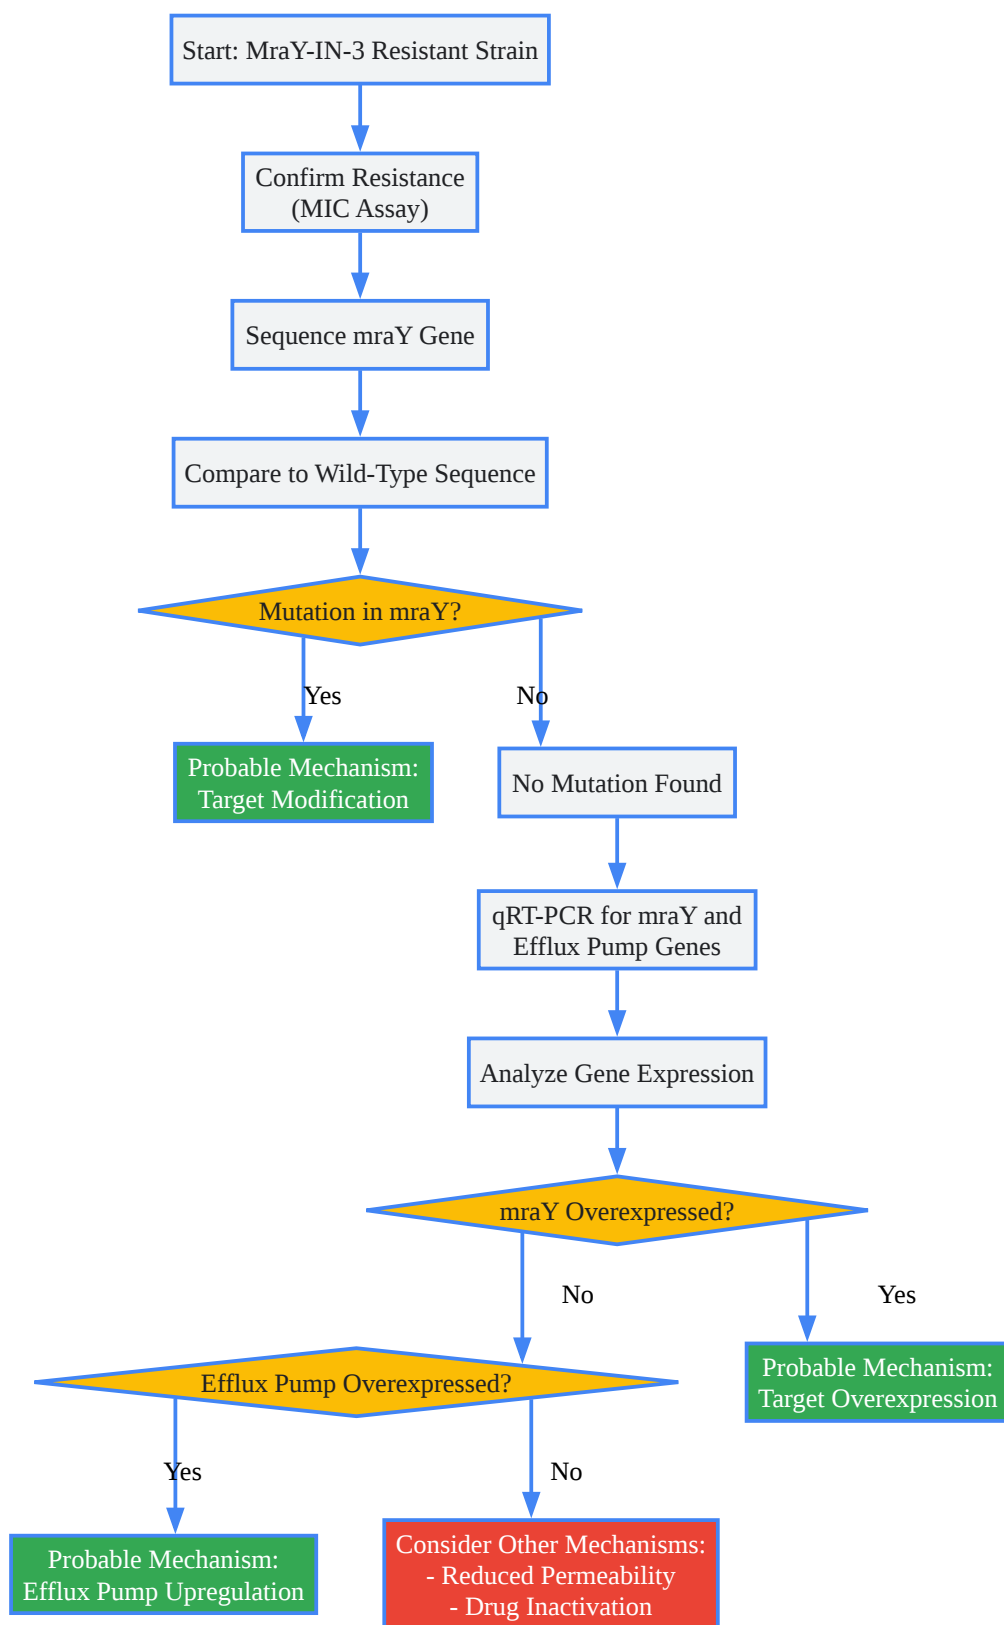 Start: MraY-IN-3 Resistant Strain
Confirm Resistance
(MIC Assay)
Sequence mraY Gene
Compare to Wild-Type Sequence
Mutation in mraY?
Yes
No
Probable Mechanism:
Target Modification
No Mutation Found
qRT-PCR for mraY and
Efflux Pump Genes
Analyze Gene Expression
mraY Overexpressed?
No
Yes
Efflux Pump Overexpressed?
Probable Mechanism:
Target Overexpression
Yes
No
Probable Mechanism:
Efflux Pump Upregulation
Consider Other Mechanisms:
- Reduced Permeability
- Drug Inactivation